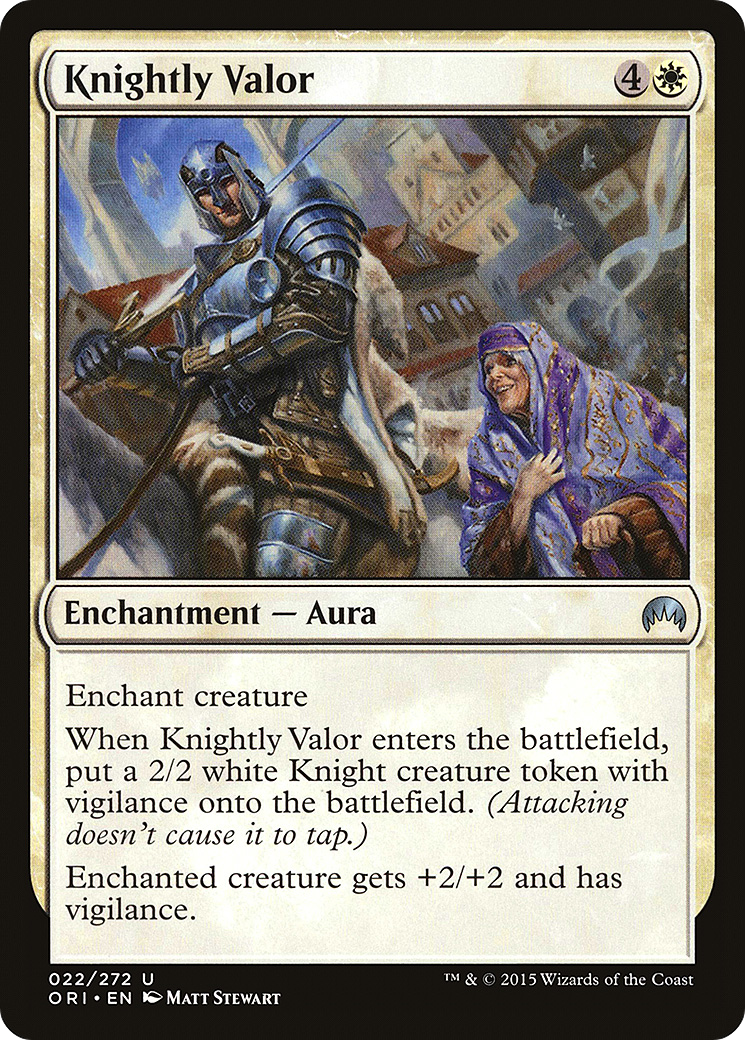 Knightly Valor 4
Enchantment — Aura
Enchant creature
When Knightly Valor enters the battlefield,
put a 2/2 white Knight creature token with
vigilance onto the battlefield. (Attacking
doesn't cause it to tap.)
Enchanted creature gets +2/+2 and has
vigilance.
022/272 U
ORI • EN Matt Stewart
™ & © 2015 Wizards of the Coast